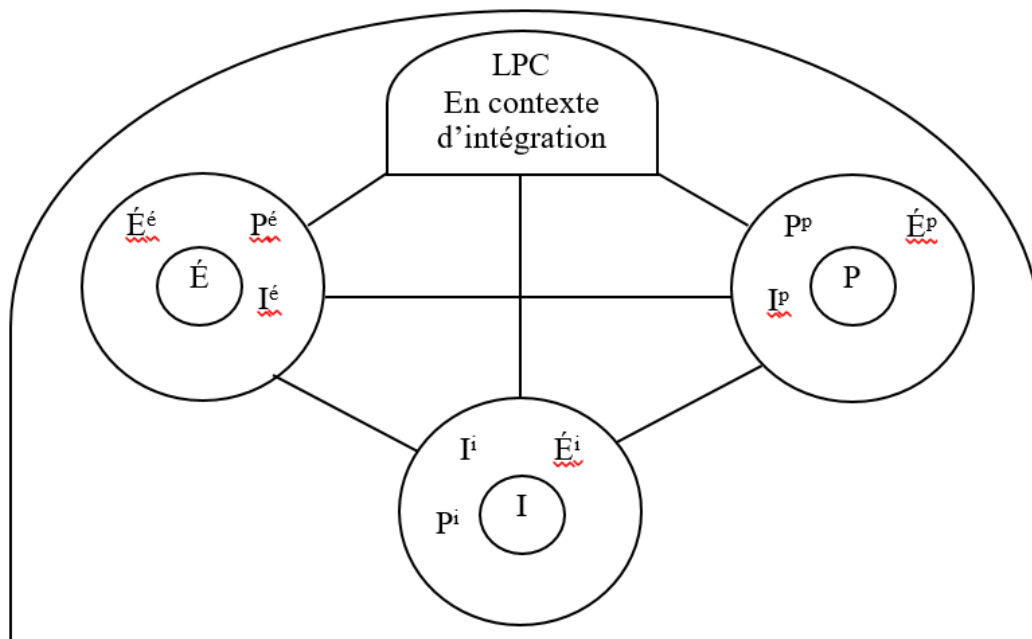 LPC
En contexte
d’intégration
Éᵉ́ Pᵉ́
É
Iᵉ́
Pᵖ Éᵖ
P
Iᵖ
Iⁱ Éⁱ
I
Pⁱ